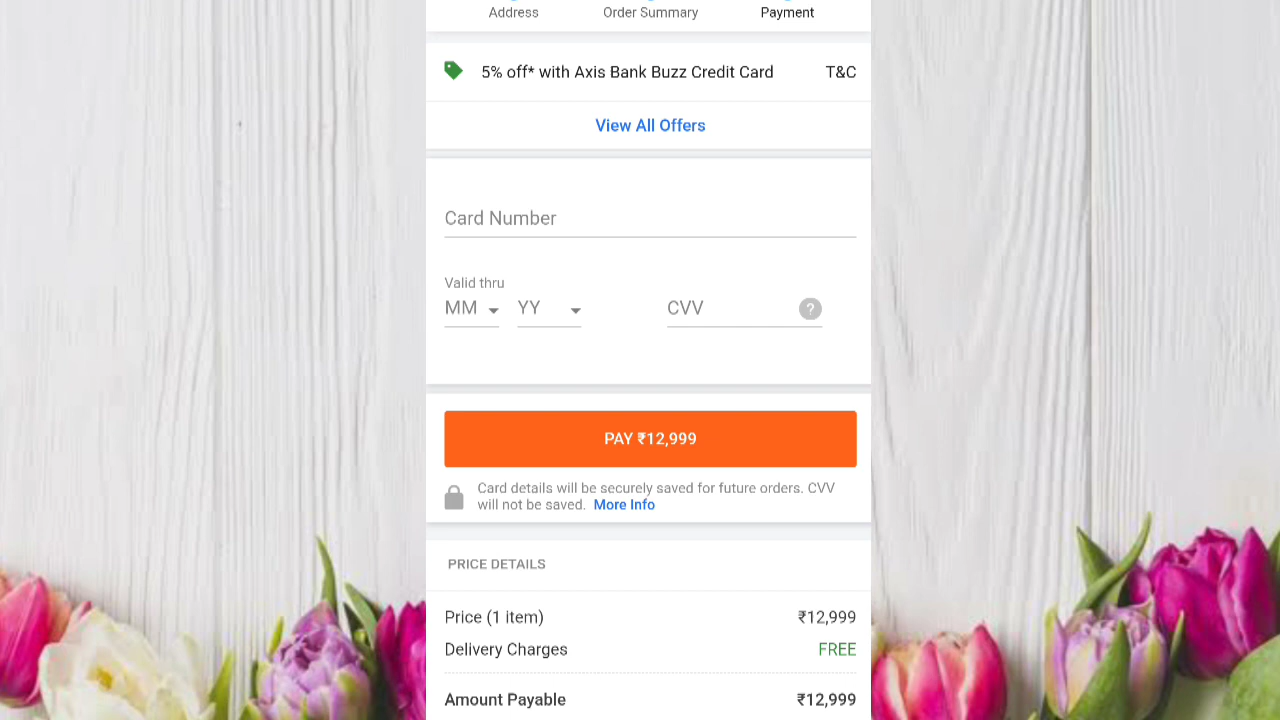 Address Order Summary Payment
5% off* with Axis Bank Buzz Credit Card T&C
View All Offers
Card Number
Valid thru
MM YY CVV ?
PAY ₹12,999
Card details will be securely saved for future orders. CVV
will not be saved. More Info
PRICE DETAILS
Price (1 item) ₹12,999
Delivery Charges FREE
Amount Payable ₹12,999